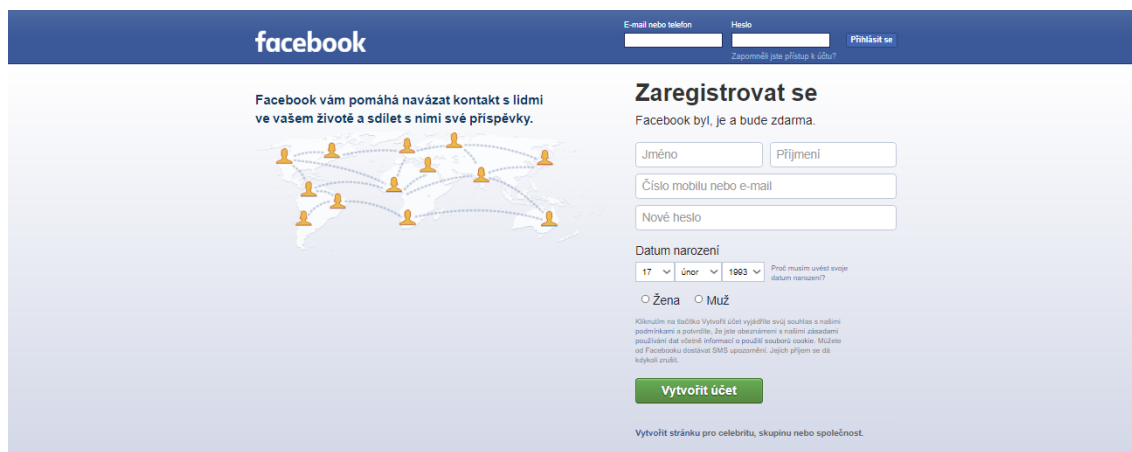 facebook
E-mail nebo telefon
Heslo
Přihlásit se
Zapomněli jste přístup k účtu?
Facebook vám pomáhá navázat kontakt s lidmi
ve vašem životě a sdílet s nimi své příspěvky.
Zaregistrovat se
Facebook byl, je a bude zdarma.
Jméno
Příjmení
Číslo mobilu nebo e-mail
Nové heslo
Datum narození
17 únor 1993
Proč musím uvést svoje
datum narození?
Žena Muž
Kliknutím na tlačítko Vytvořit účet vyjádříte svůj souhlas s našimi
podmínkami a potvrdíte, že jste obeznámeni s našimi zásadami
používání dat včetně informací o použití souborů cookie. Můžete
od Facebooku dostávat SMS upozornění. Jejich příjem se dá
kdykoli zrušit.
Vytvořit účet
Vytvořit stránku pro celebritu, skupinu nebo společnost.